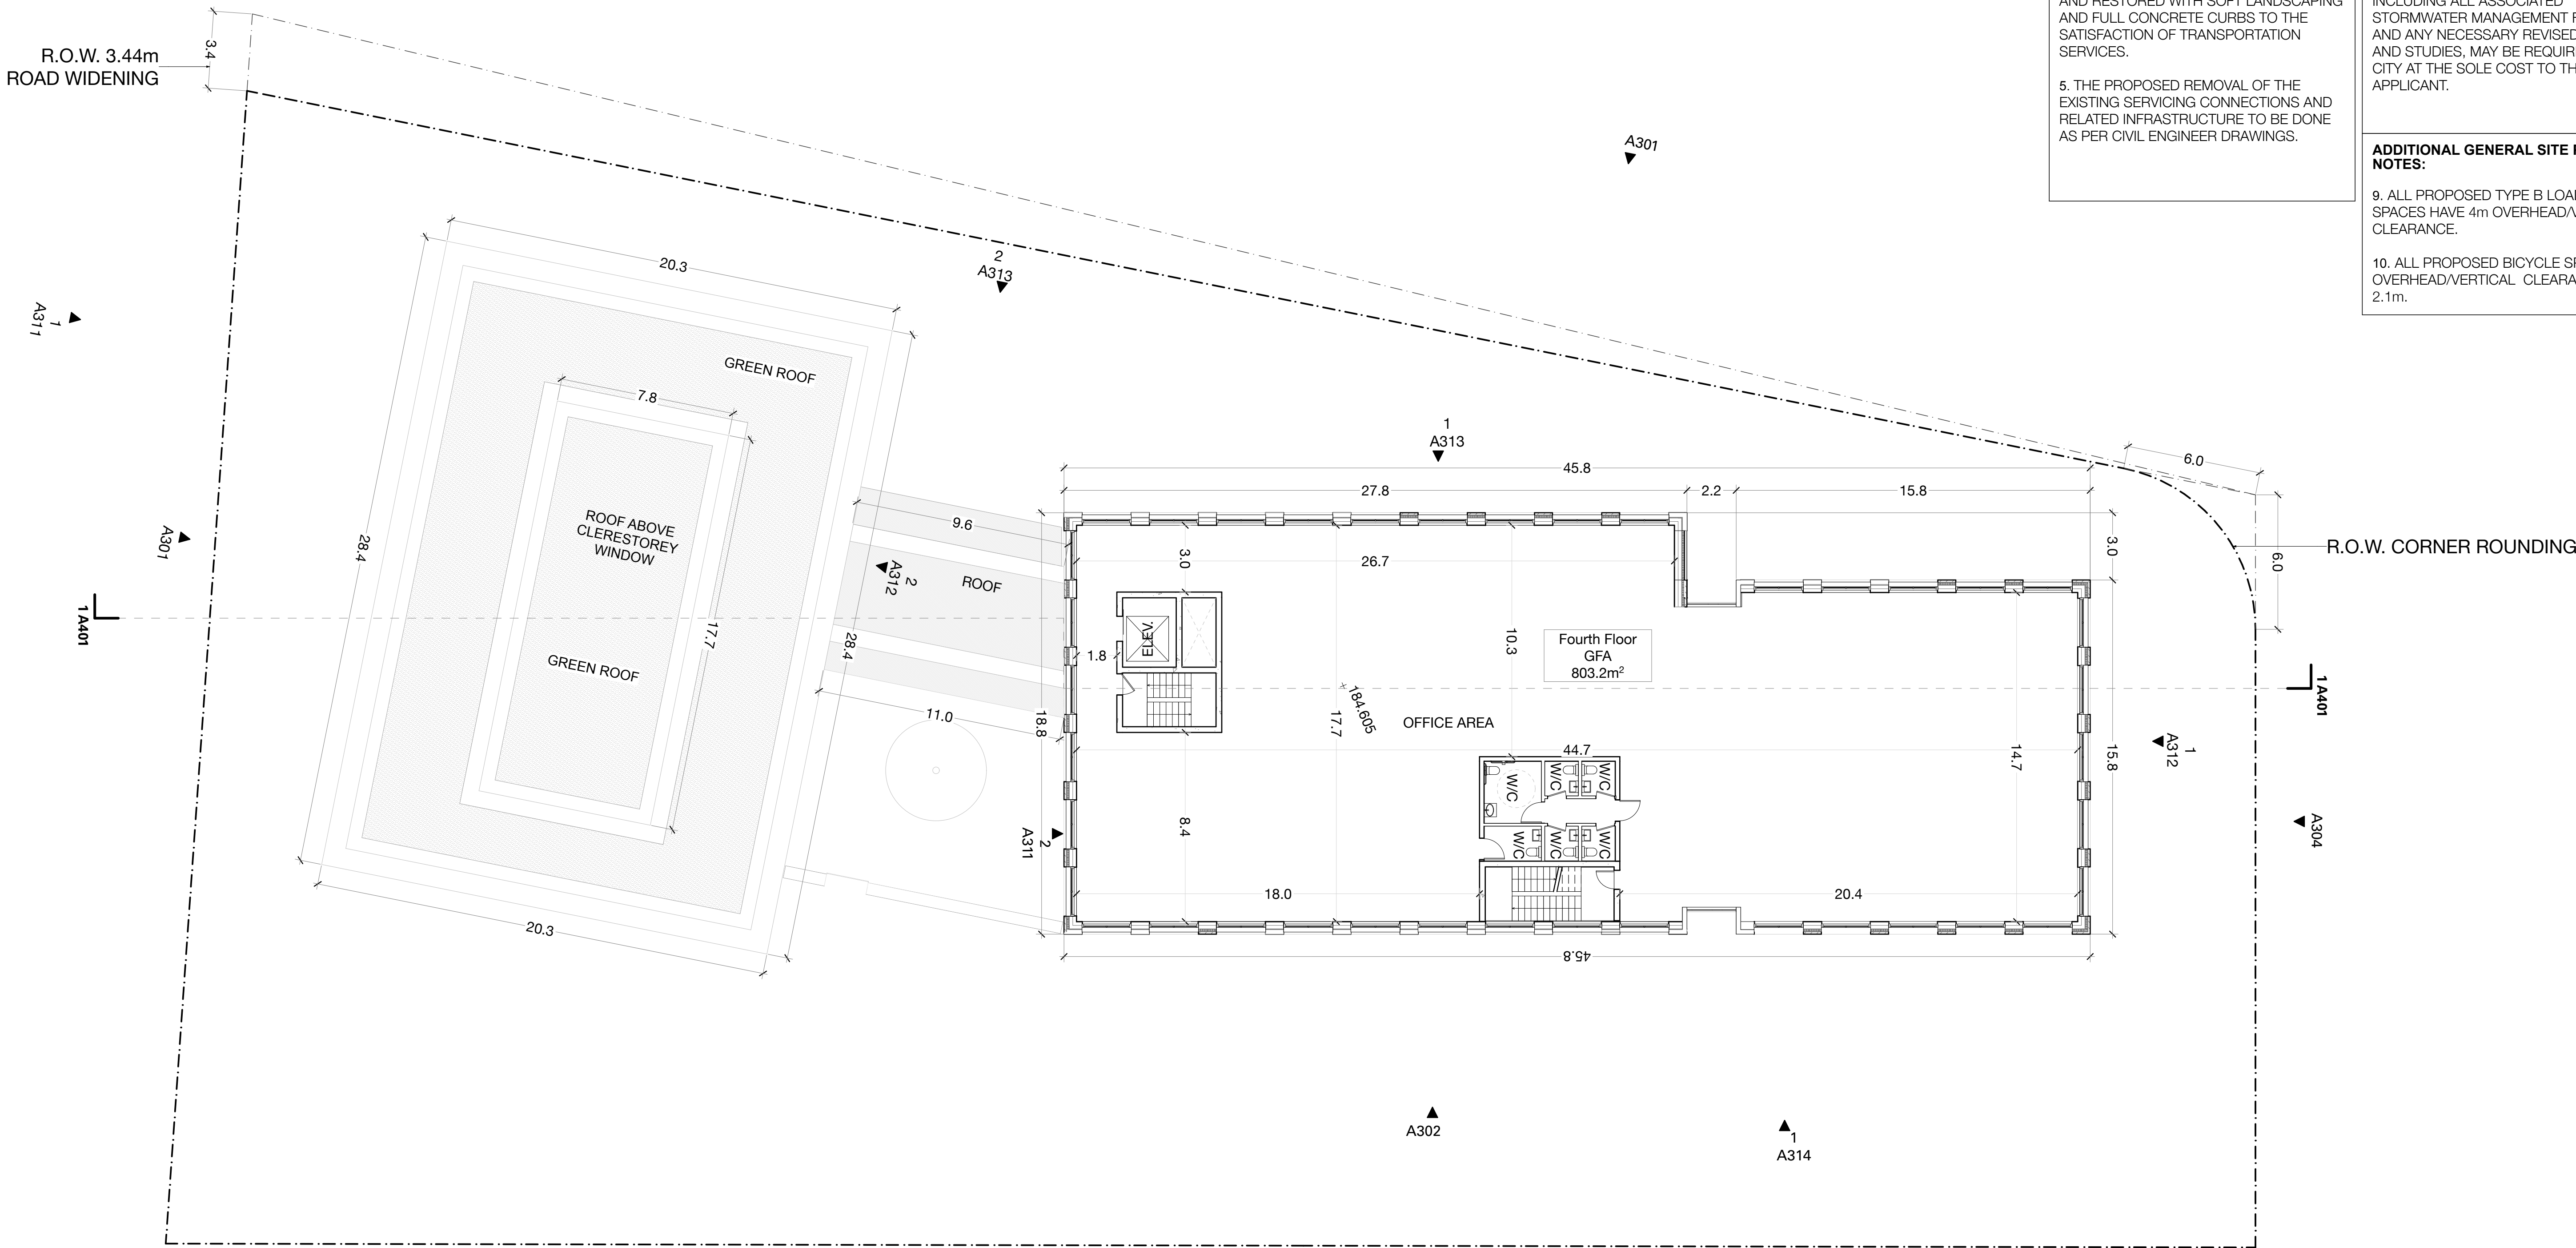 AND RESTORED WITH SOFT LANDSCAPING
AND FULL CONCRETE CURBS TO THE
SATISFACTION OF TRANSPORTATION
SERVICES.
5. THE PROPOSED REMOVAL OF THE
EXISTING SERVICING CONNECTIONS AND
RELATED INFRASTRUCTURE TO BE DONE
AS PER CIVIL ENGINEER DRAWINGS.
INCLUDING ALL ASSOCIATED
STORMWATER MANAGEMENT
AND ANY NECESSARY REVISED
AND STUDIES, MAY BE
CITY AT THE SOLE COST TO
APPLICANT.
ADDITIONAL GENERAL SITE
NOTES:
9. ALL PROPOSED TYPE B
SPACES HAVE 4m
CLEARANCE.
10. ALL PROPOSED BICYCLE
OVERHEAD/VERTICAL
2.1m.
3.4
R.O.W. 3.44m
ROAD WIDENING
A301
2
A313
1
A311
20.3
GREEN ROOF
7.8
1
A313
45.8
6.0
27.8
2.2
15.8
9.6
ROOF ABOVE
CLERESTOREY
WINDOW
28.4
A301
3.0
26.7
3.0
R.O.W. CORNER ROUNDING
6.0
2
A312
ROOF
1 A401
ELEV.
17.7
28.4
1.8
10.3
Fourth Floor
GFA
803.2m²
GREEN ROOF
184.605
1 A401
11.0
18.8
17.7
OFFICE AREA
44.7
14.7
15.8
1
A312
W/C
W/C
W/C
2
A311
8.4
W/C
W/C
W/C
A304
18.0
20.4
20.3
45.8
A302
1
A314